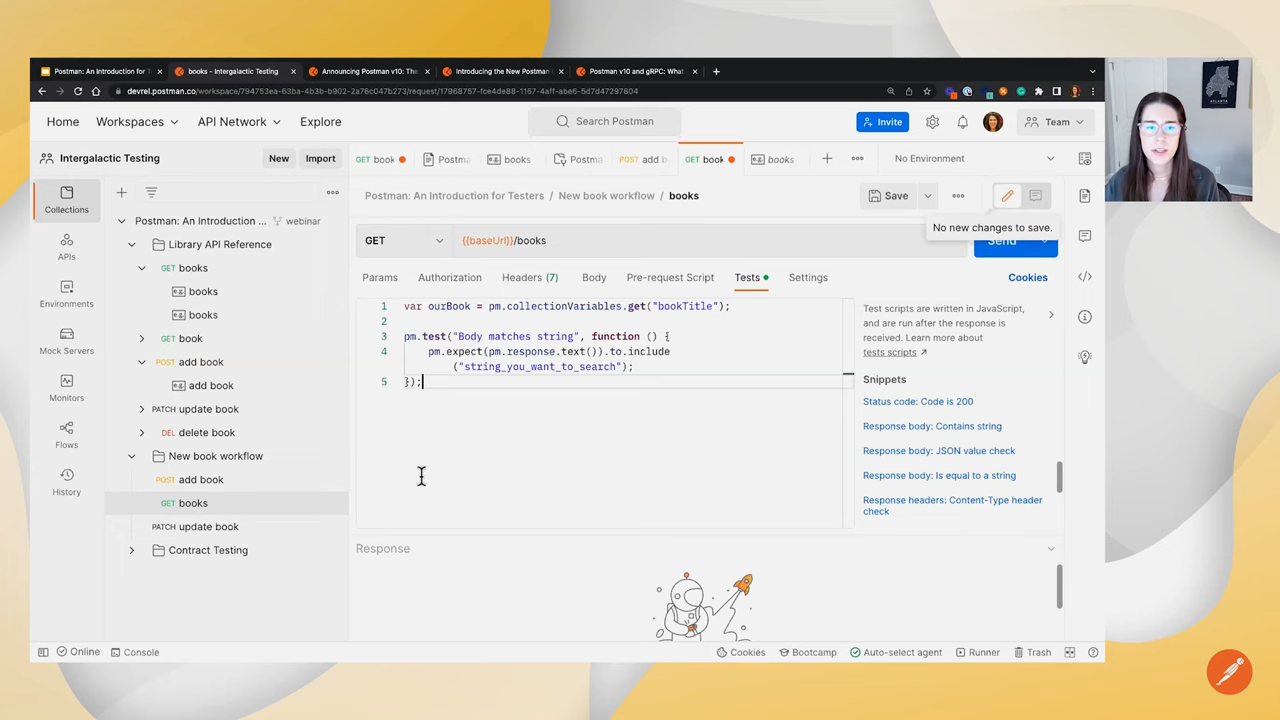 Postman: An Introduction for T
books - Intergalactic Testing
Announcing Postman v10: The
Introducing the New Postman
Postman v10 and gRPC: What
devrel.postman.co/workspace/794753ea-63ba-4b3b-b902-2a76c047b273/request/17968757-fce4de88-1157-4aff-abe6-5d7d47297804
Home
Workspaces
API Network
Explore
Search Postman
Invite
Team
Intergalactic Testing
New
Import
GET book
Postma
books
Postma
POST add b
GET book
books
No Environment
Collections
APIs
Environments
Mock Servers
Monitors
Flows
History
Postman: An Introduction ...
webinar
Library API Reference
GET books
e.g. books
e.g. books
GET book
POST add book
e.g. add book
PATCH update book
DEL delete book
New book workflow
POST add book
GET books
PATCH update book
Contract Testing
Postman: An Introduction for Testers / New book workflow / books
Save
No new changes to save.
GET
{{baseUrl}}/books
Send
Params
Authorization
Headers (7)
Body
Pre-request Script
Tests
Settings
Cookies
1 var ourBook = pm.collectionVariables.get("bookTitle");
2
3 pm.test("Body matches string", function () {
4 pm.expect(pm.response.text()).to.include
("string_you_want_to_search");
5 });
Test scripts are written in JavaScript,
and are run after the response is
received. Learn more about
tests scripts
Snippets
Status code: Code is 200
Response body: Contains string
Response body: JSON value check
Response body: Is equal to a string
Response headers: Content-Type header
check
Response
Online
Console
Cookies
Bootcamp
Auto-select agent
Runner
Trash